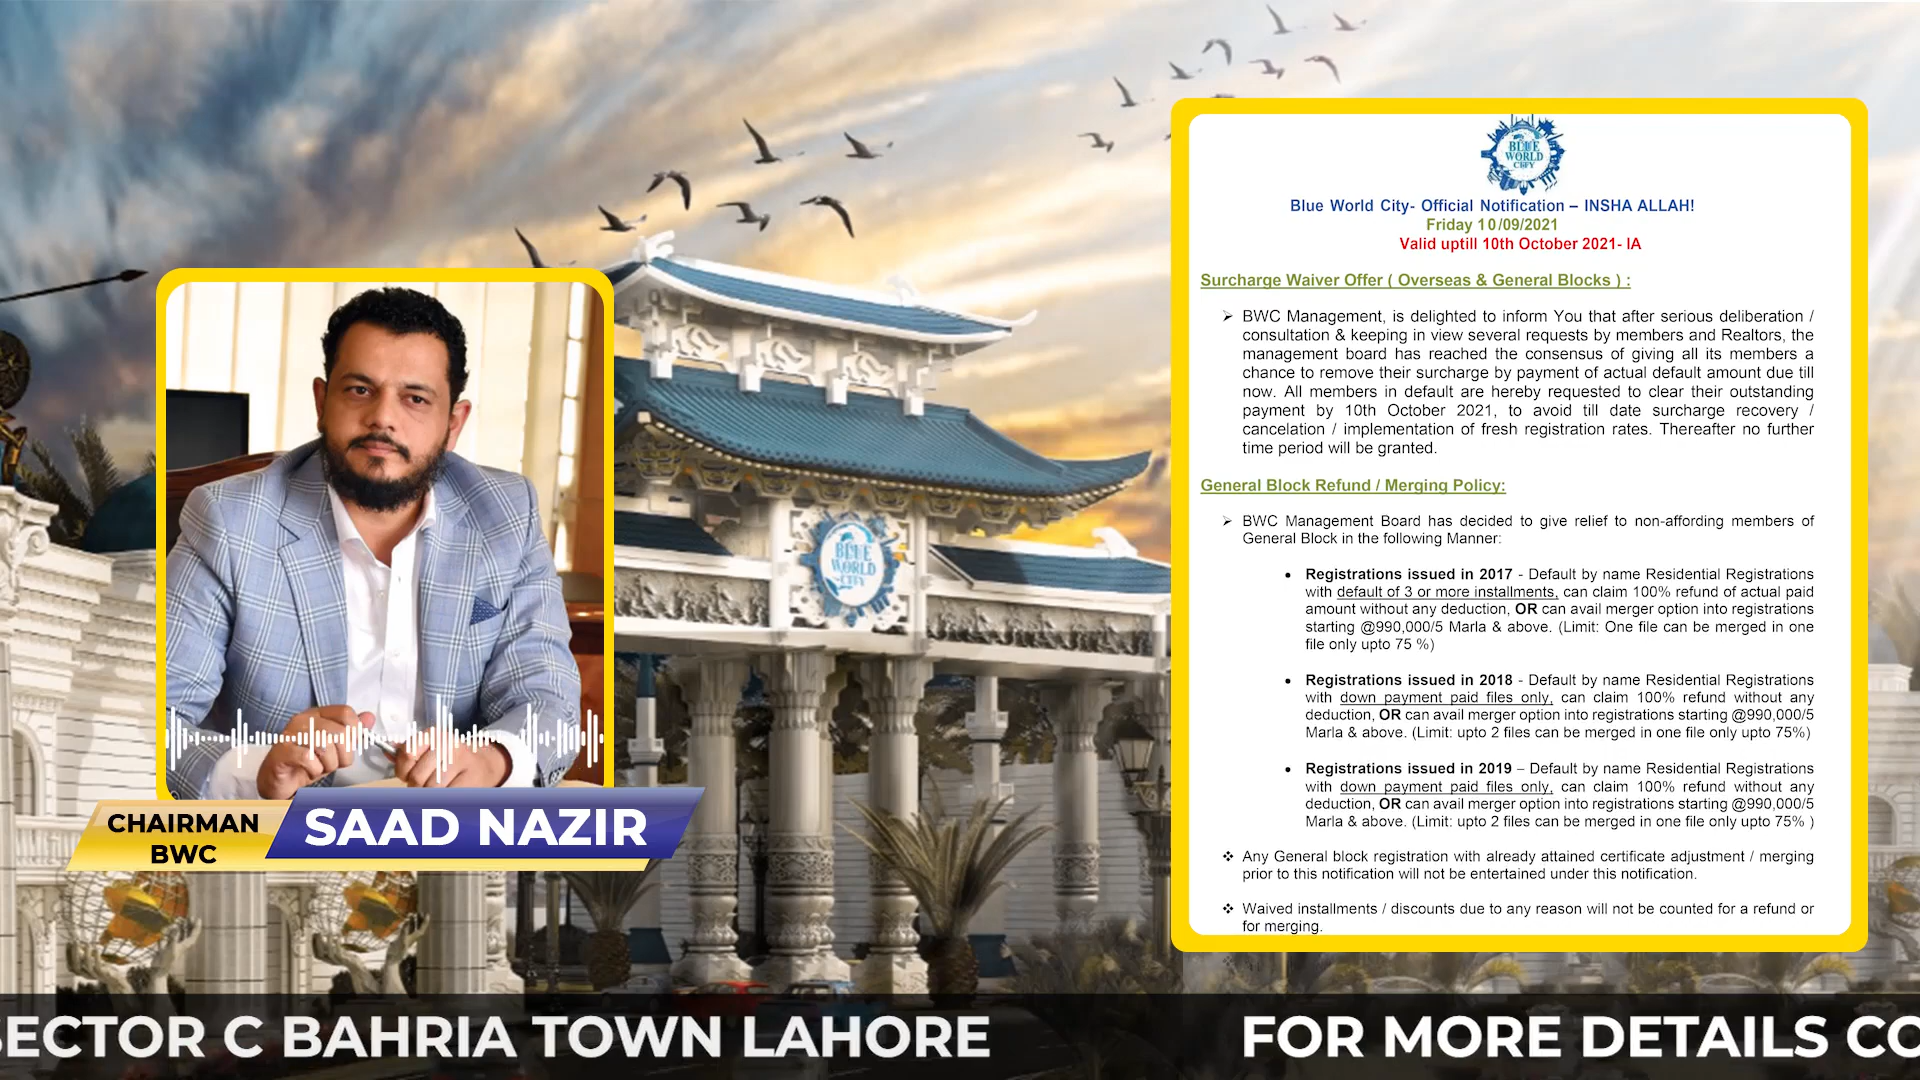 BLUE
WORLD
CITY
Blue World City- Official Notification – INSHA ALLAH!
Friday 10/09/2021
Valid uptill 10th October 2021- IA
Surcharge Waiver Offer ( Overseas & General Blocks ) :
BWC Management, is delighted to inform You that after serious deliberation /
consultation & keeping in view several requests by members and Realtors, the
management board has reached the consensus of giving all its members a
chance to remove their surcharge by payment of actual default amount due till
now. All members in default are hereby requested to clear their outstanding
payment by 10th October 2021, to avoid till date surcharge recovery /
cancelation / implementation of fresh registration rates. Thereafter no further
time period will be granted.
General Block Refund / Merging Policy:
BWC Management Board has decided to give relief to non-affording members of
General Block in the following Manner:
Registrations issued in 2017 - Default by name Residential Registrations
with default of 3 or more installments, can claim 100% refund of actual paid
amount without any deduction, OR can avail merger option into registrations
starting @990,000/5 Marla & above. (Limit: One file can be merged in one
file only upto 75 %)
Registrations issued in 2018 - Default by name Residential Registrations
with down payment paid files only, can claim 100% refund without any
deduction, OR can avail merger option into registrations starting @990,000/5
Marla & above. (Limit: upto 2 files can be merged in one file only upto 75%)
Registrations issued in 2019 – Default by name Residential Registrations
with down payment paid files only, can claim 100% refund without any
deduction, OR can avail merger option into registrations starting @990,000/5
Marla & above. (Limit: upto 2 files can be merged in one file only upto 75% )
Any General block registration with already attained certificate adjustment / merging
prior to this notification will not be entertained under this notification.
Waived installments / discounts due to any reason will not be counted for a refund or
for merging.
BLUE
WORLD
CITY
CHAIRMAN
BWC
SAAD NAZIR
SECTOR C BAHRIA TOWN LAHORE FOR MORE DETAILS CO